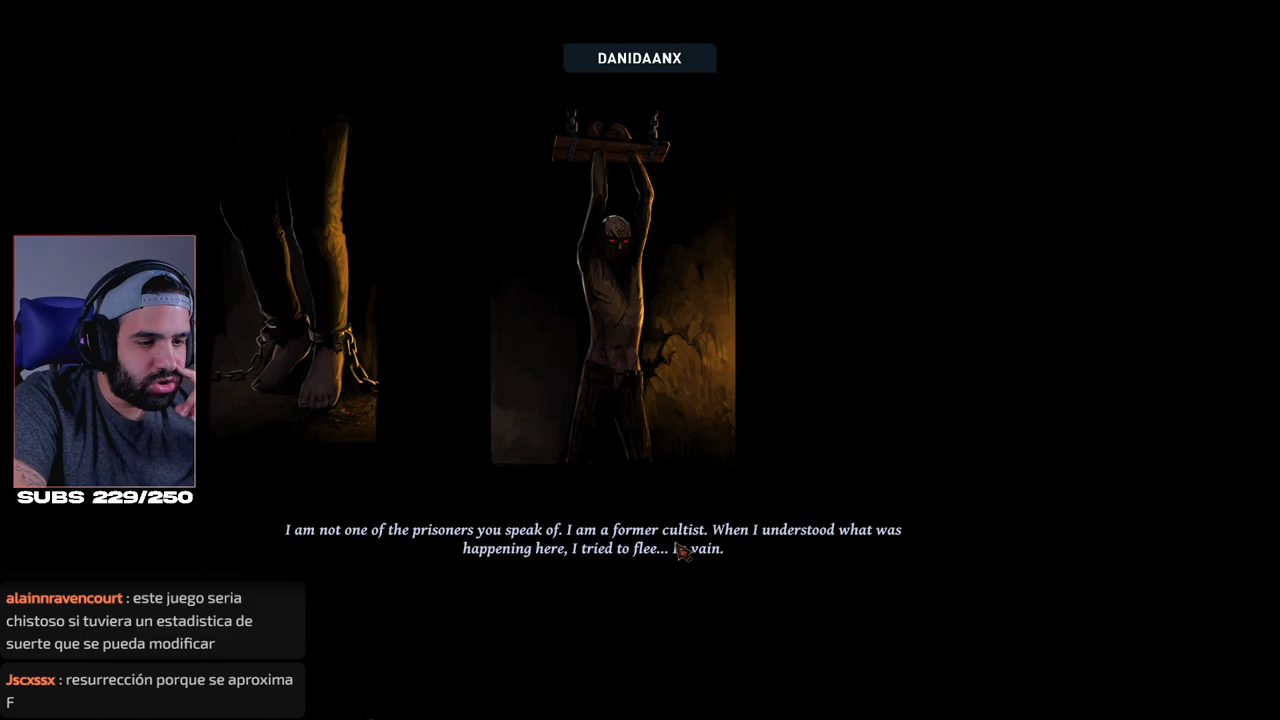 DANIDAANX
SUBS 229/250
I am not one of the prisoners you speak of. I am a former cultist. When I understood what was
happening here, I tried to flee... vain.
alainnravencourt : este juego seria
chistoso si tuviera un estadistica de
suerte que se pueda modificar
Jscxssx : resurrección porque se aproxima
F